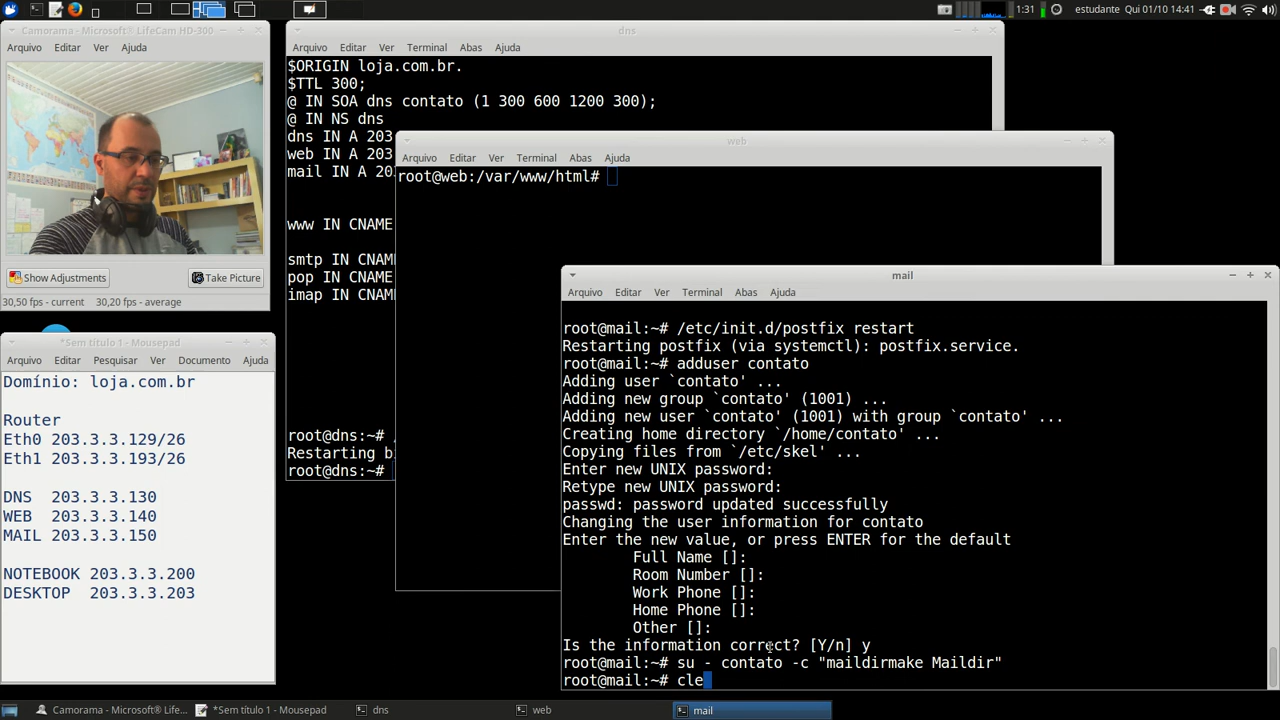 1:31
estudante Qui 01/10 14:41
Camorama - Microsoft® LifeCam HD-300
Arquivo Editar Ver Ajuda
Show Adjustments
Take Picture
30,50 fps - current 30,20 fps - average
*Sem título 1 - Mousepad
Arquivo Editar Pesquisar Ver Documento Ajuda
Domínio: loja.com.br
Router
Eth0 203.3.3.129/26
Eth1 203.3.3.193/26
DNS 203.3.3.130
WEB 203.3.3.140
MAIL 203.3.3.150
NOTEBOOK 203.3.3.200
DESKTOP 203.3.3.203
dns
Arquivo Editar Ver Terminal Abas Ajuda
$ORIGIN loja.com.br.
$TTL 300;
@ IN SOA dns contato (1 300 600 1200 300);
@ IN NS dns
dns IN A 203
web IN A 203
mail IN A 20
www IN CNAME
smtp IN CNAM
pop IN CNAME
imap IN CNAM
root@dns:~# /
Restarting b
root@dns:~#
web
Arquivo Editar Ver Terminal Abas Ajuda
root@web:/var/www/html#
mail
Arquivo Editar Ver Terminal Abas Ajuda
root@mail:~# /etc/init.d/postfix restart
Restarting postfix (via systemctl): postfix.service.
root@mail:~# adduser contato
Adding user `contato' ...
Adding new group `contato' (1001) ...
Adding new user `contato' (1001) with group `contato' ...
Creating home directory `/home/contato' ...
Copying files from `/etc/skel' ...
Enter new UNIX password:
Retype new UNIX password:
passwd: password updated successfully
Changing the user information for contato
Enter the new value, or press ENTER for the default
Full Name []:
Room Number []:
Work Phone []:
Home Phone []:
Other []:
Is the information correct? [Y/n] y
root@mail:~# su - contato -c "maildirmake Maildir"
root@mail:~# cle
Camorama - Microsoft® LifeC...
*Sem título 1 - Mousepad
dns
web
mail